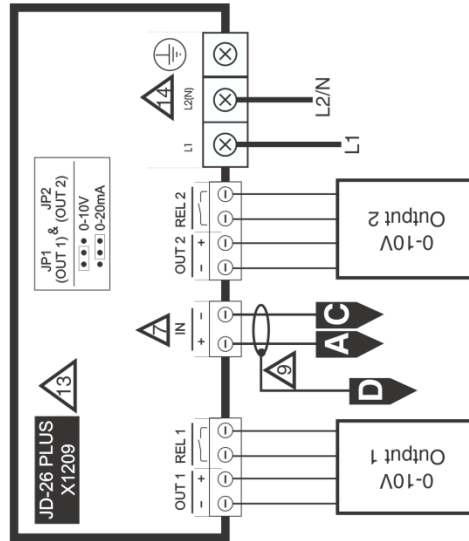 JD-26 PLUS
X1209
13
JP1 & JP2
(OUT 1) (OUT 2)
0-10V
0-20mA
14
L1
L2(N)
7
OUT 1
- +
REL 1
IN
+ -
OUT 2
- +
REL 2
9
D
A
C
L1
L2/N
0-10V
Output 1
0-10V
Output 2